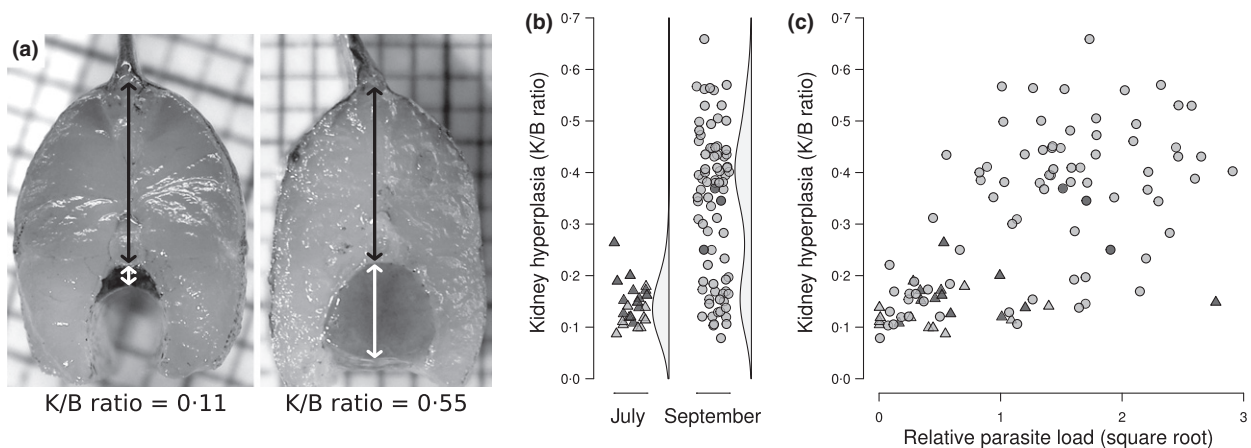 (a)
K/B ratio = 0·11
K/B ratio = 0·55
(b)
Kidney hyperplasia (K/B ratio)
0·7
0·6
0·5
0·4
0·3
0·2
0·1
0·0
July
September
(c)
Kidney hyperplasia (K/B ratio)
0·7
0·6
0·5
0·4
0·3
0·2
0·1
0·0
0
1
2
3
Relative parasite load (square root)